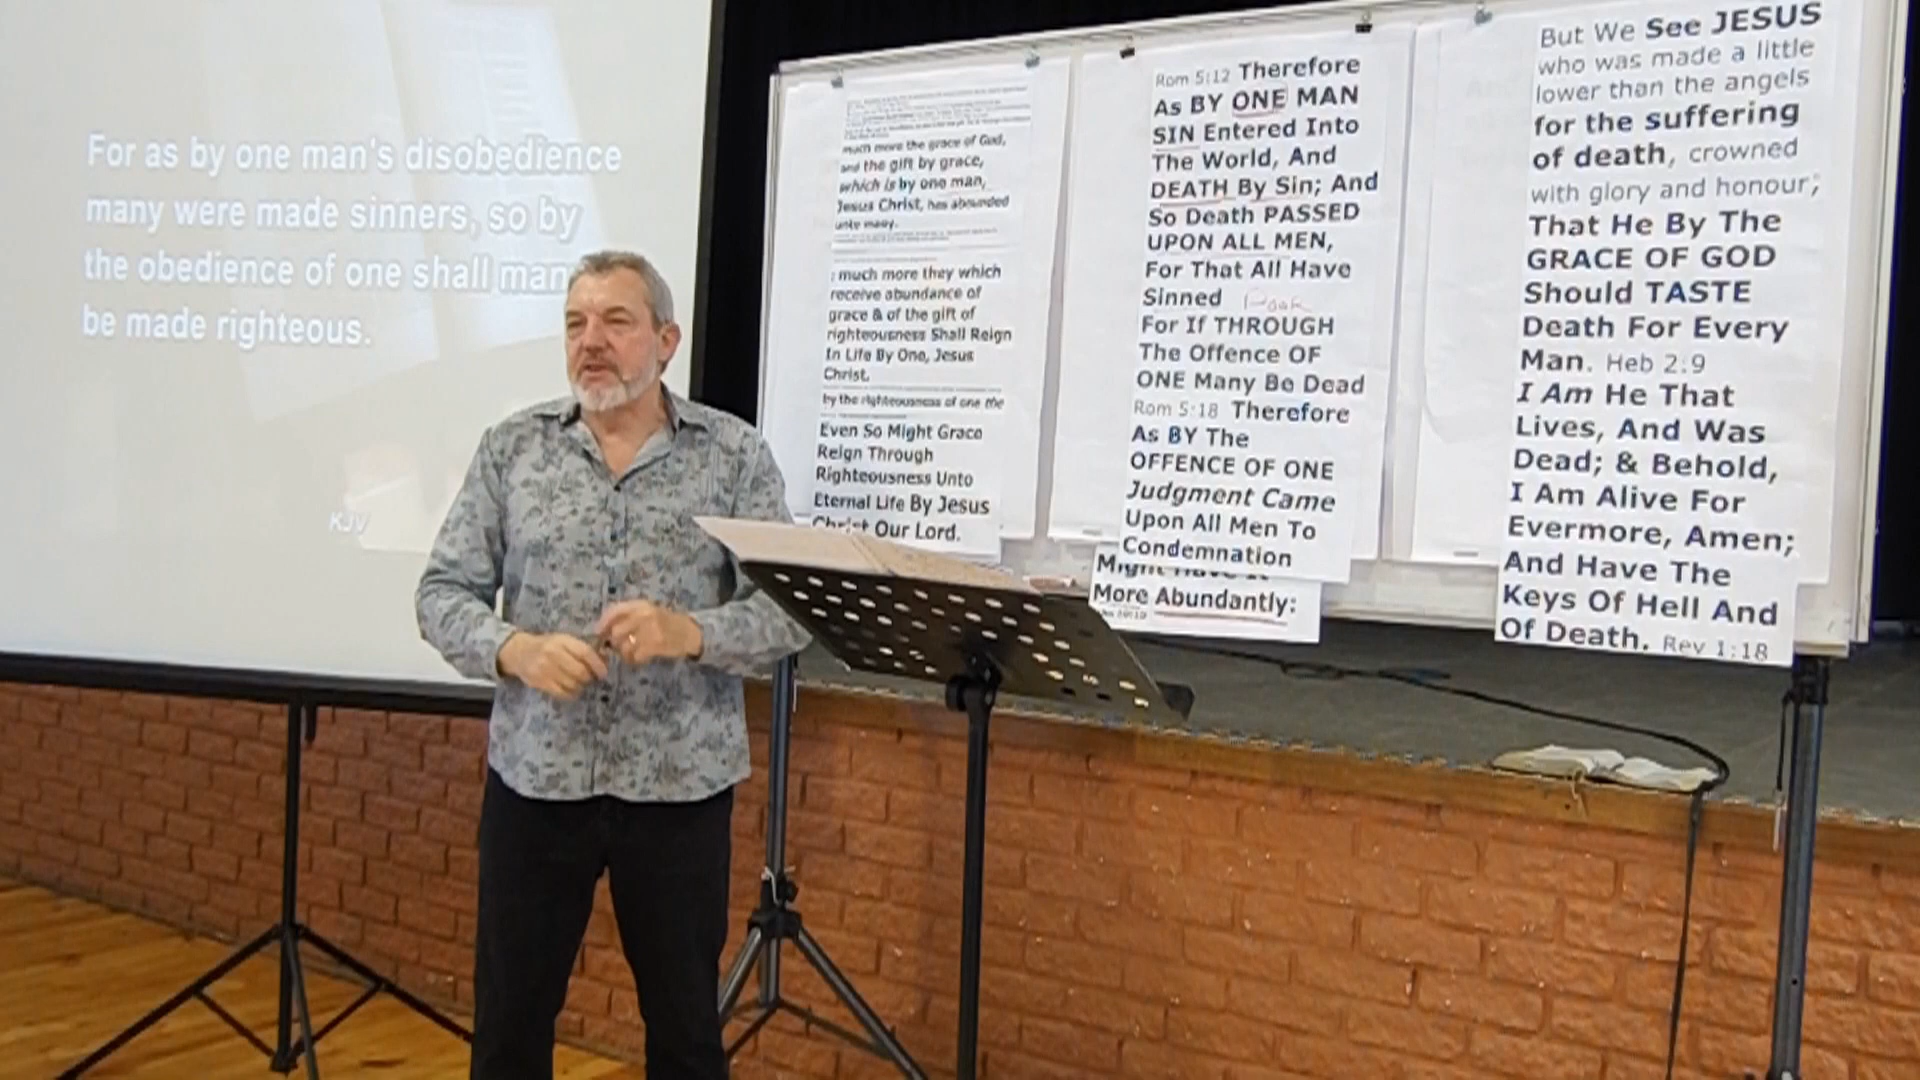 For as by one man's disobedience
many were made sinners, so by
the obedience of one shall man
be made righteous.
KJV
much more the grace of God,
and the gift by grace,
which is by one man,
Jesus Christ, has abounded
unto many.
: much more they which
receive abundance of
grace & of the gift of
righteousness Shall Reign
In Life By One, Jesus
Christ.
by the righteousness of one the
Even So Might Grace
Reign Through
Righteousness Unto
Eternal Life By Jesus
Christ Our Lord.
Rom 5:12 Therefore
As BY ONE MAN
SIN Entered Into
The World, And
DEATH By Sin; And
So Death PASSED
UPON ALL MEN,
For That All Have
Sinned
For If THROUGH
The Offence OF
ONE Many Be Dead
Rom 5:18 Therefore
As BY The
OFFENCE OF ONE
Judgment Came
Upon All Men To
Condemnation
Might Have It
More Abundantly:
But We See JESUS
who was made a little
lower than the angels
for the suffering
of death, crowned
with glory and honour;
That He By The
GRACE OF GOD
Should TASTE
Death For Every
Man. Heb 2:9
I Am He That
Lives, And Was
Dead; & Behold,
I Am Alive For
Evermore, Amen;
And Have The
Keys Of Hell And
Of Death. Rev 1:18